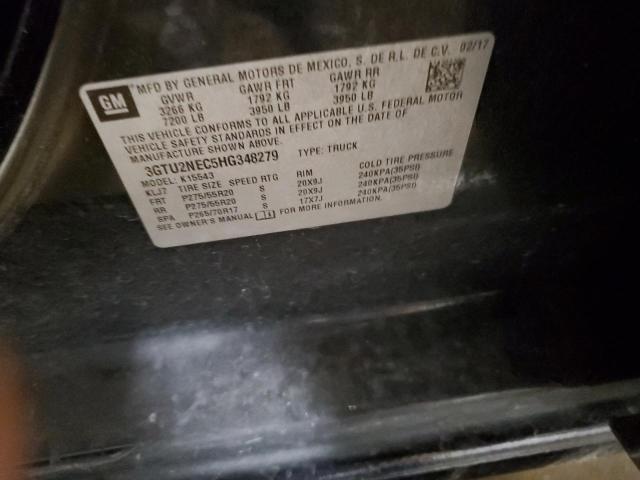 GM
MFD BY GENERAL MOTORS DE MEXICO, S. DE R.L. DE C.V. 02/17
GVWR GAWR FRT GAWR RR
3266 KG 1792 KG 1792 KG
7200 LB 3950 LB 3950 LB
THIS VEHICLE CONFORMS TO ALL APPLICABLE U.S. FEDERAL MOTOR
VEHICLE SAFETY STANDARDS IN EFFECT ON THE DATE OF
MANUFACTURE SHOWN ABOVE.
3GTU2NEC5HG348279 TYPE: TRUCK
MODEL: K15543
KLJ7 TIRE SIZE SPEED RTG RIM COLD TIRE PRESSURE
FRT P275/55R20 S 20X9J 240KPA(35PSI)
RR P275/55R20 S 20X9J 240KPA(35PSI)
SPA P265/70R17 S 17X7J 240KPA(35PSI)
SEE OWNER'S MANUAL FOR MORE INFORMATION.